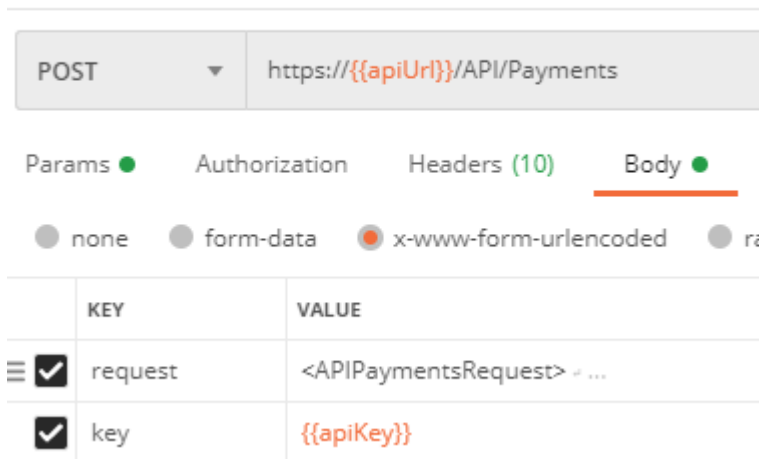 POST https://{{apiUrl}}/API/Payments
Params Authorization Headers (10) Body
none form-data x-www-form-urlencoded
KEY VALUE
request <APIPaymentsRequest> ...
key {{apiKey}}